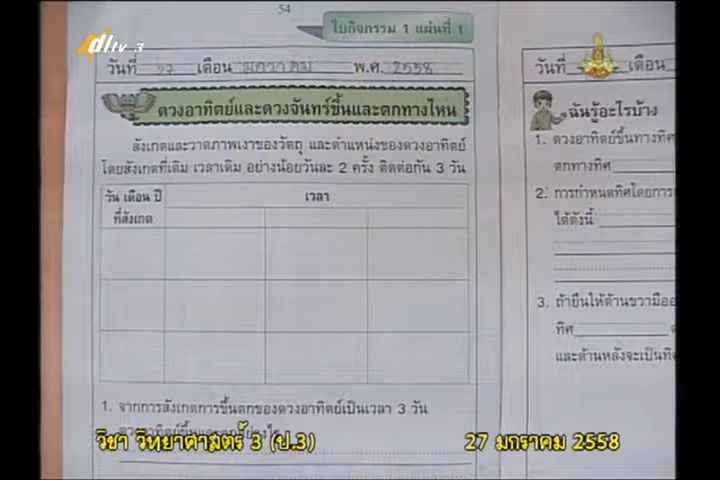 54
ใบกิจกรรม 1 แผ่นที่ 1
dltv 3
วันที่ 27 เดือน มกราคม พ.ศ. 2558
ดวงอาทิตย์และดวงจันทร์ขึ้นและตกทางไหน
สังเกตและวาดภาพเงาของวัตถุ และตำแหน่งของดวงอาทิตย์
โดยสังเกตที่เดิม เวลาเดิม อย่างน้อยวันละ 2 ครั้ง ติดต่อกัน 3 วัน
วัน เดือน ปี
ที่สังเกต
เวลา
1. จากการสังเกตการขึ้นตกของดวงอาทิตย์เป็นเวลา 3 วัน
วันที่ เดือน
ฉันรู้อะไรบ้าง
1. ดวงอาทิตย์ขึ้นทางทิศ
ตกทางทิศ
2. การกำหนดทิศโดยการ
ได้ดังนี้
3. ถ้ายืนให้ด้านขวามือ
ทิศ
และด้านหลังจะเป็นทิศ
วิชา วิทยาศาสตร์ 3 (ป.3)
27 มกราคม 2558